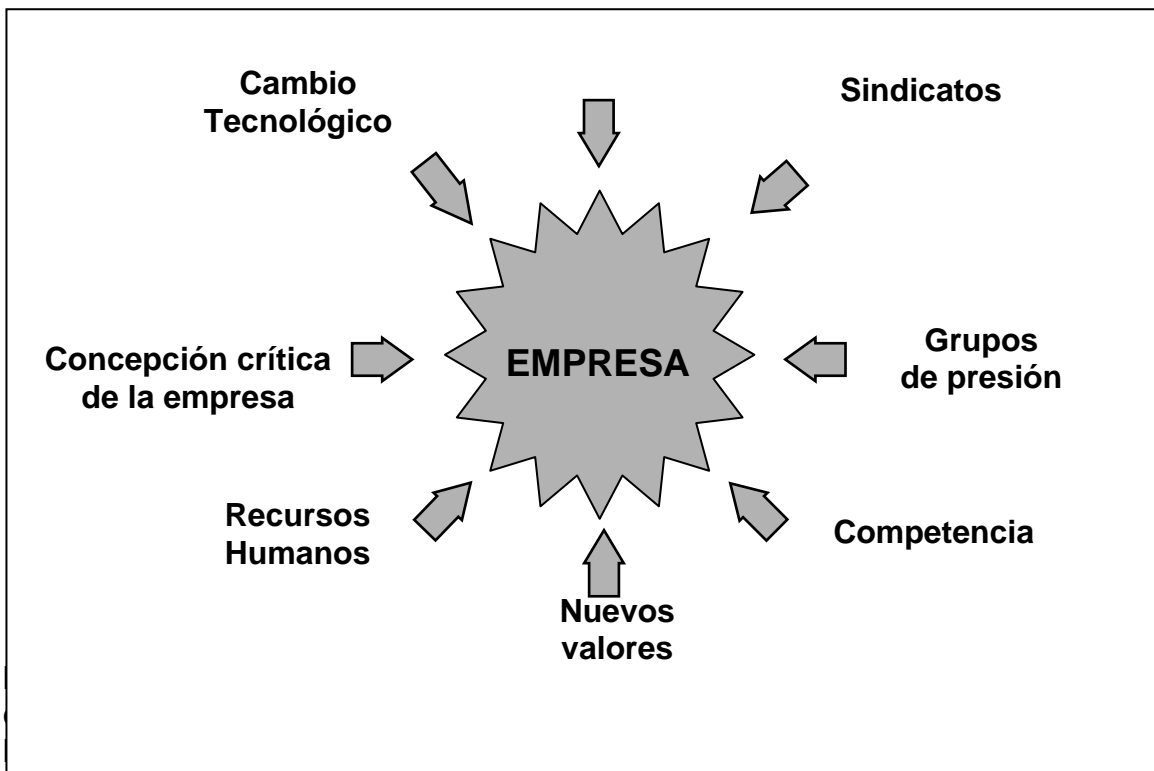 Cambio
Tecnológico
Sindicatos
Concepción crítica
de la empresa
EMPRESA
Grupos
de presión
Recursos
Humanos
Competencia
Nuevos
valores